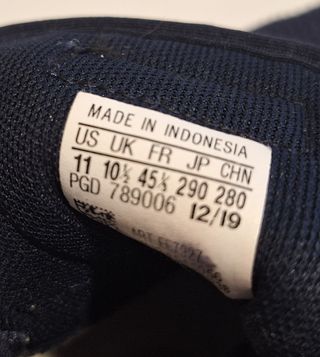 MADE IN INDONESIA
US UK FR JP CHN
11 10½ 45⅓ 290 280
PGD 789006 12/19
ART